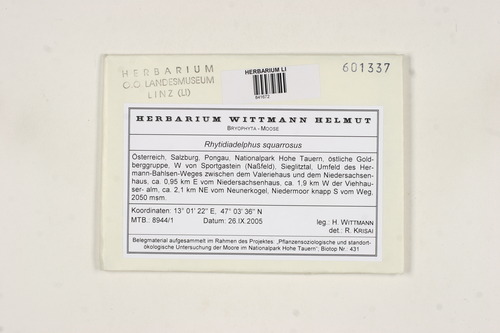 HERBARIUM
O.Ö. LANDESMUSEUM
LINZ (LI)
HERBARIUM LI
841672
601337
HERBARIUM WITTMANN HELMUT
BRYOPHYTA - MOOSE
Rhytidiadelphus squarrosus
Österreich, Salzburg, Pongau, Nationalpark Hohe Tauern, östliche Gold-
berggruppe, W von Sportgastein (Naßfeld), Sieglitztal, Umfeld des Her-
mann-Bahlsen-Weges zwischen dem Valeriehaus und dem Niedersachsen-
haus, ca. 0,95 km E vom Niedersachsenhaus, ca. 1,9 km W der Viehhau-
ser- alm, ca. 2,1 km NE vom Neunerkogel, Niedermoor knapp S vom Weg,
2050 msm
Koordinaten: 13° 01' 22" E, 47° 03' 36" N
MTB.: 8944/1 Datum: 26.IX.2005
leg.: H. WITTMANN
det.: R. KRISAI
Belegmaterial aufgesammelt im Rahmen des Projektes: „Pflanzensoziologische und standort-
ökologische Untersuchung der Moore im Nationalpark Hohe Tauern"; Biotop Nr.: 431